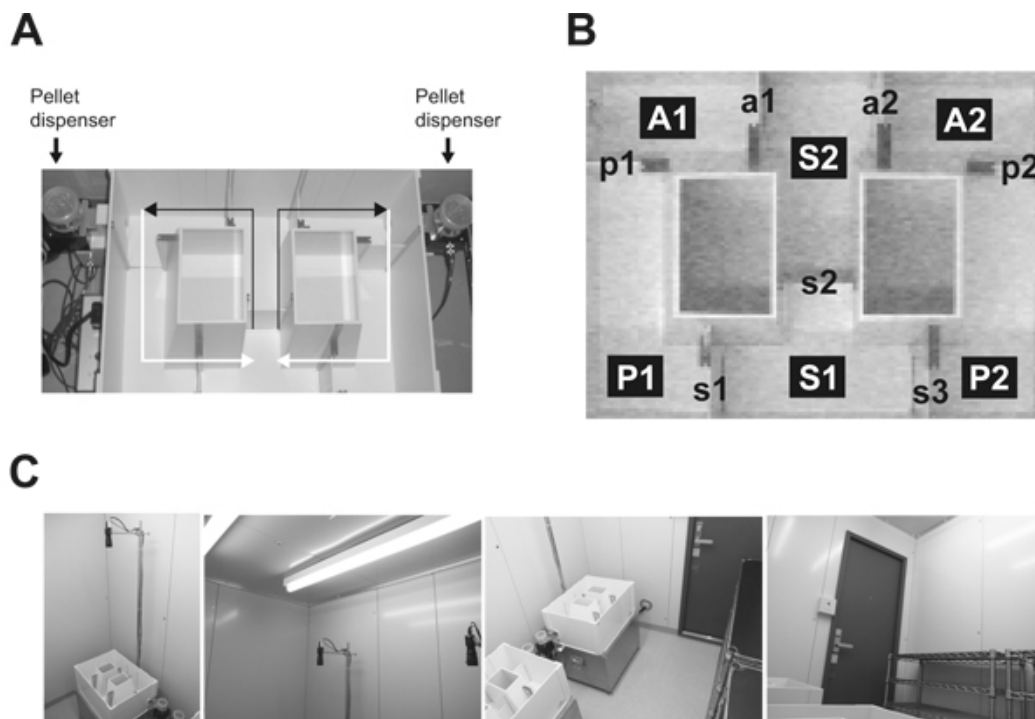 A
Pellet
dispenser
Pellet
dispenser
B
A1
a1
a2
A2
p1
S2
p2
s2
P1
s1
S1
s3
P2
C